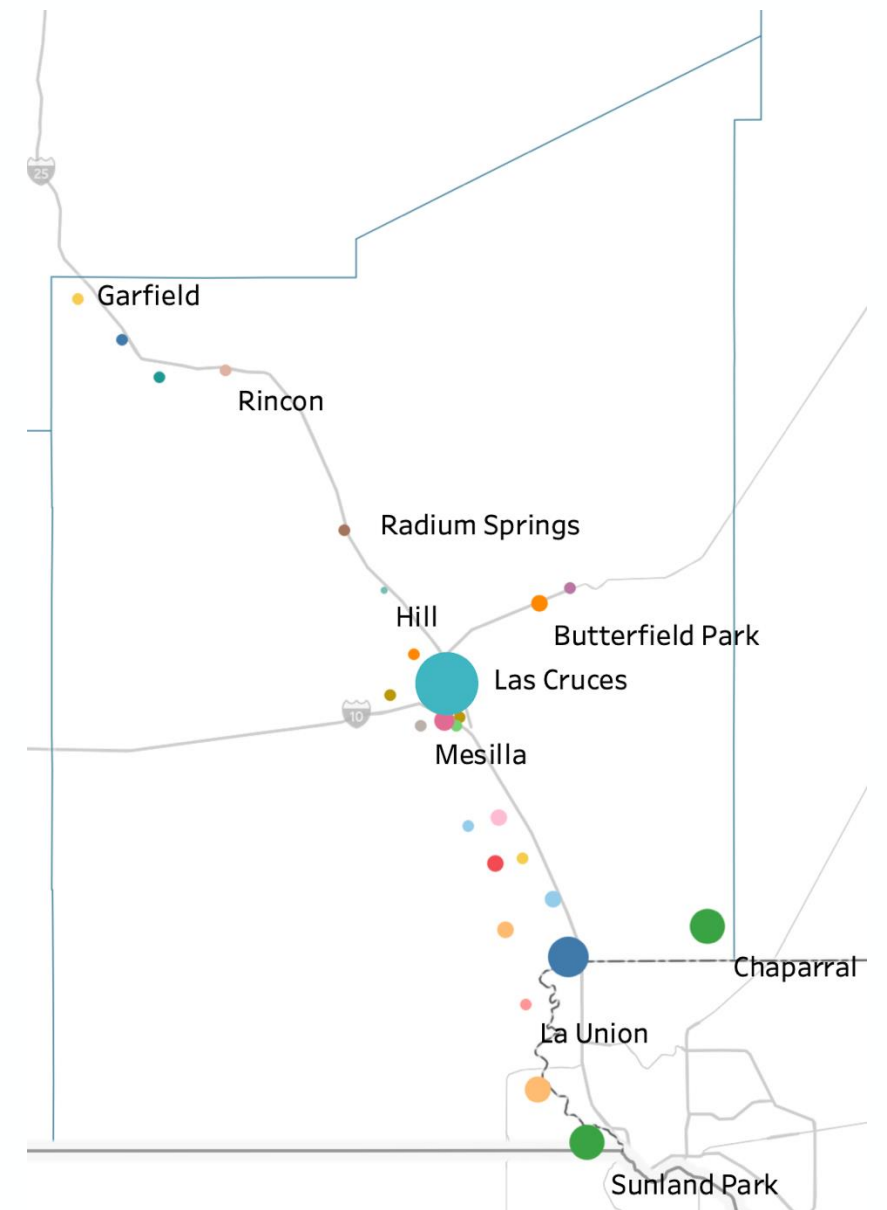 25
Garfield
Rincon
Radium Springs
Hill
Butterfield Park
Las Cruces
10
Mesilla
Chaparral
La Union
Sunland Park